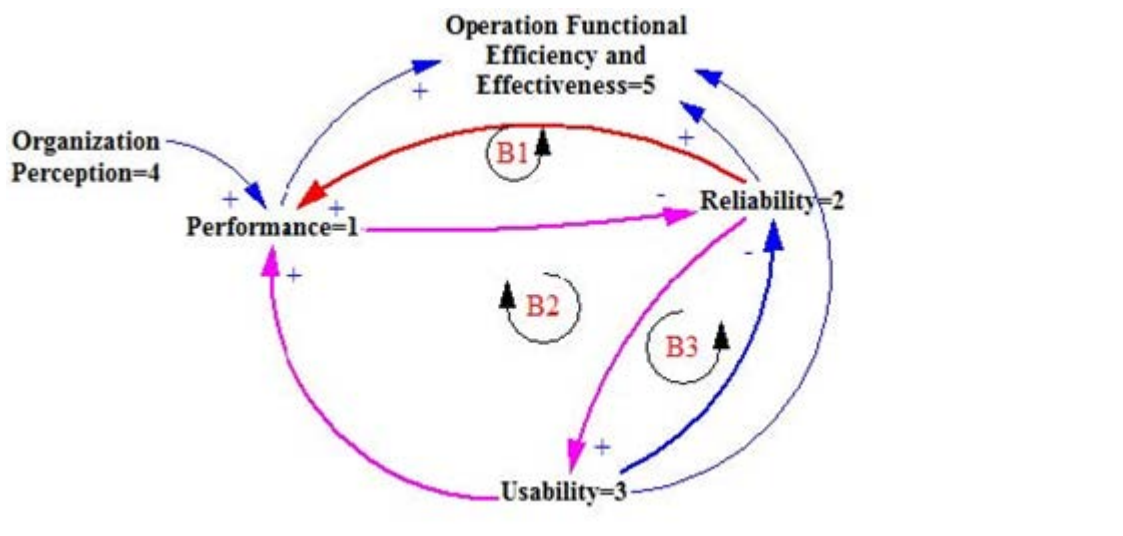 Operation Functional
Efficiency and
Effectiveness=5
+
+
Organization
Perception=4
B1
+
+
-
Reliability=2
Performance=1
-
+
B2
B3
+
Usability=3